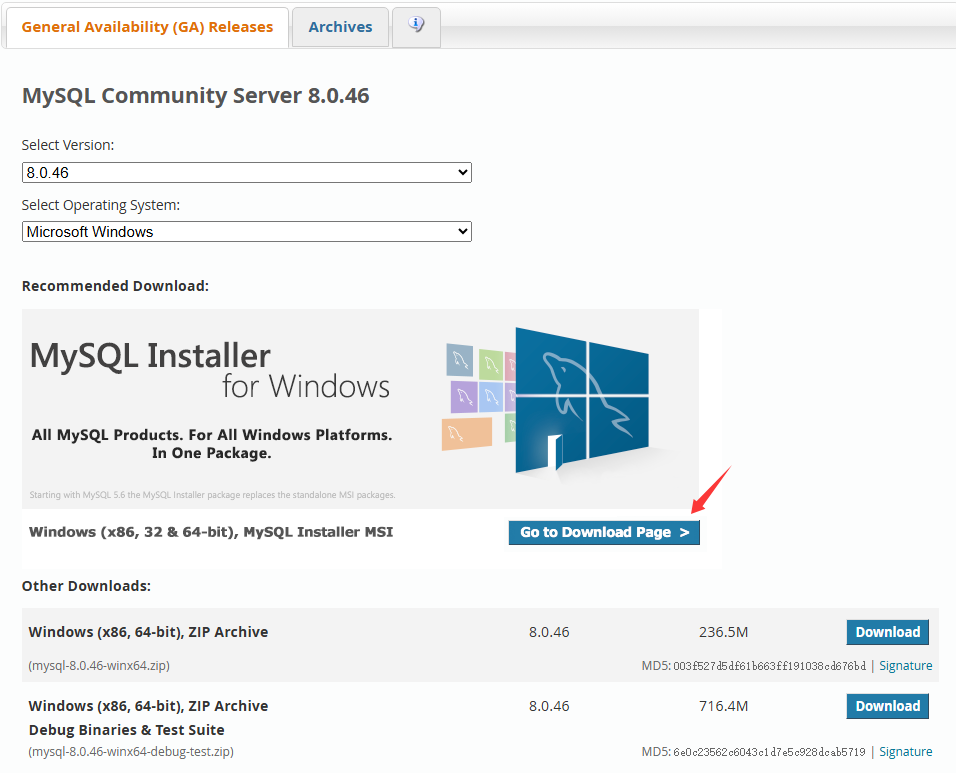 General Availability (GA) Releases
Archives
MySQL Community Server 8.0.46
Select Version:
8.0.46
Select Operating System:
Microsoft Windows
Recommended Download:
MySQL Installer
for Windows
All MySQL Products. For All Windows Platforms.
In One Package.
Starting with MySQL 5.6 the MySQL Installer package replaces the standalone MSI packages.
Windows (x86, 32 & 64-bit), MySQL Installer MSI
Go to Download Page >
Other Downloads:
Windows (x86, 64-bit), ZIP Archive 8.0.46 236.5M Download
(mysql-8.0.46-winx64.zip) MD5: 003f527d5df61b663ff191038cd676bd | Signature
Windows (x86, 64-bit), ZIP Archive 8.0.46 716.4M Download
Debug Binaries & Test Suite
(mysql-8.0.46-winx64-debug-test.zip) MD5: 6e0c23562c6043c1d7e5c928dcab5719 | Signature